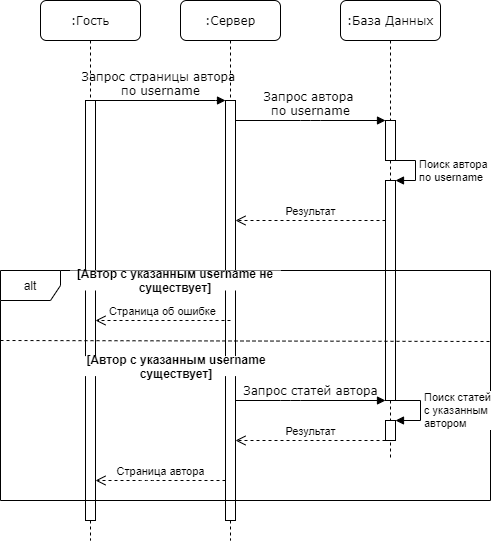 :Гость
:Сервер
:База Данных
Запрос страницы автора
по username
Запрос автора
по username
Поиск автора
по username
Результат
alt
[Автор с указанным username не
существует]
Страница об ошибке
[Автор с указанным username
существует]
Запрос статей автора
Поиск статей
с указанным
автором
Результат
Страница автора